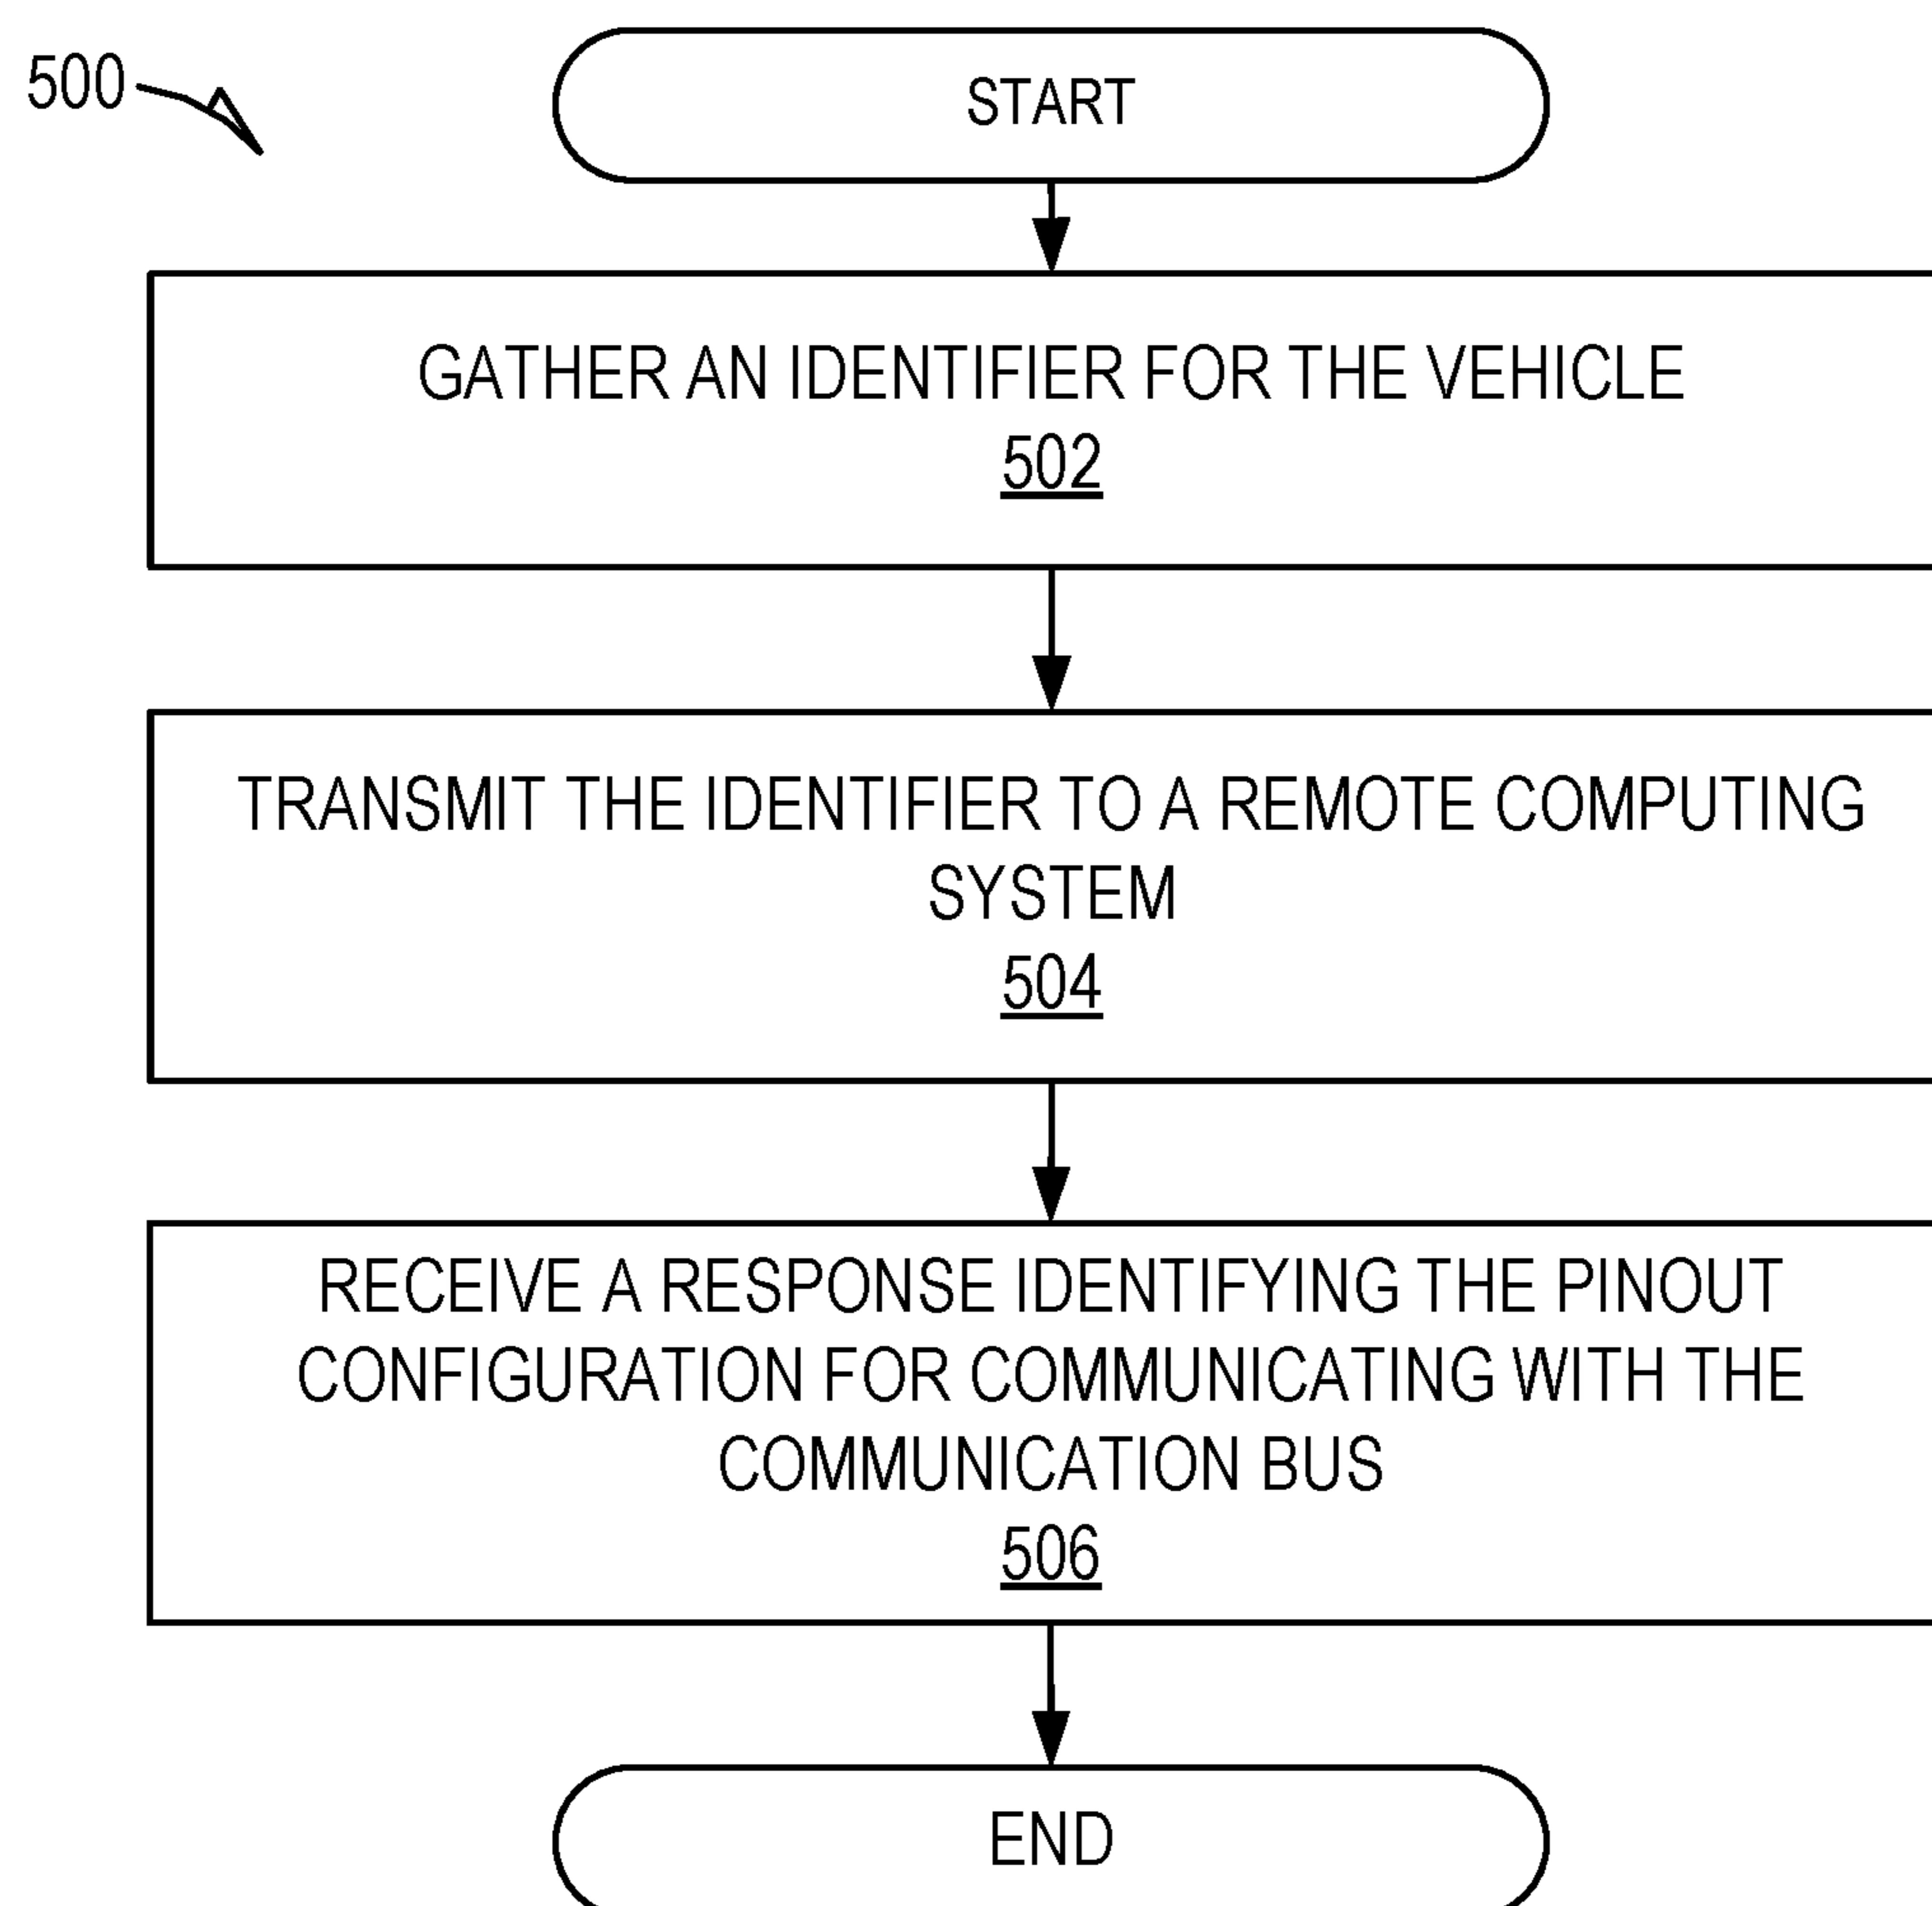 500
START
GATHER AN IDENTIFIER FOR THE VEHICLE
502
TRANSMIT THE IDENTIFIER TO A REMOTE COMPUTING
SYSTEM
504
RECEIVE A RESPONSE IDENTIFYING THE PINOUT
CONFIGURATION FOR COMMUNICATING WITH THE
COMMUNICATION BUS
506
END